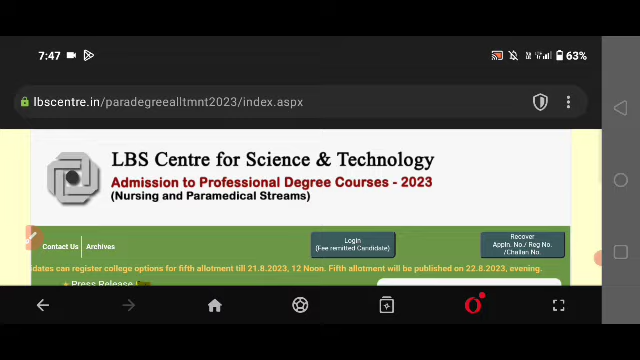 7:47
63%
lbscentre.in/paradegreealltmnt2023/index.aspx
LBS Centre for Science & Technology
Admission to Professional Degree Courses - 2023
(Nursing and Paramedical Streams)
Contact Us
Archives
Login
(Fee remitted Candidate)
Recover
Appln. No./ Reg No.
/Challan No.
dates can register college options for fifth allotment till 21.8.2023, 12 Noon. Fifth allotment will be published on 22.8.2023, evening.
Press Release